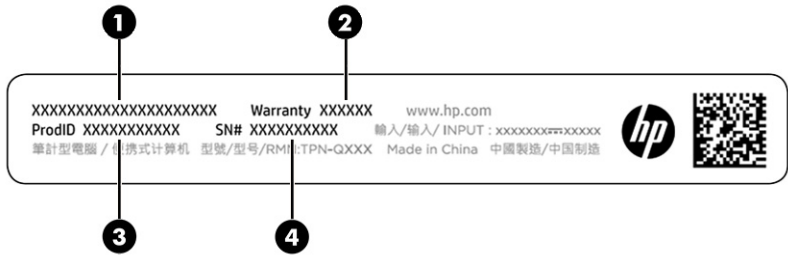 1 2
XXXXXXXXXXXXXXXXXXXXX Warranty XXXXXX www.hp.com
ProdID XXXXXXXXXXX SN# XXXXXXXXXX 輸入/输入/ INPUT : xxxxxxx⎓xxxxx
筆計型電腦 / 便携式计算机 型號/型号/RMN:TPN-QXXX Made in China 中國製造/中国制造
hp
3 4